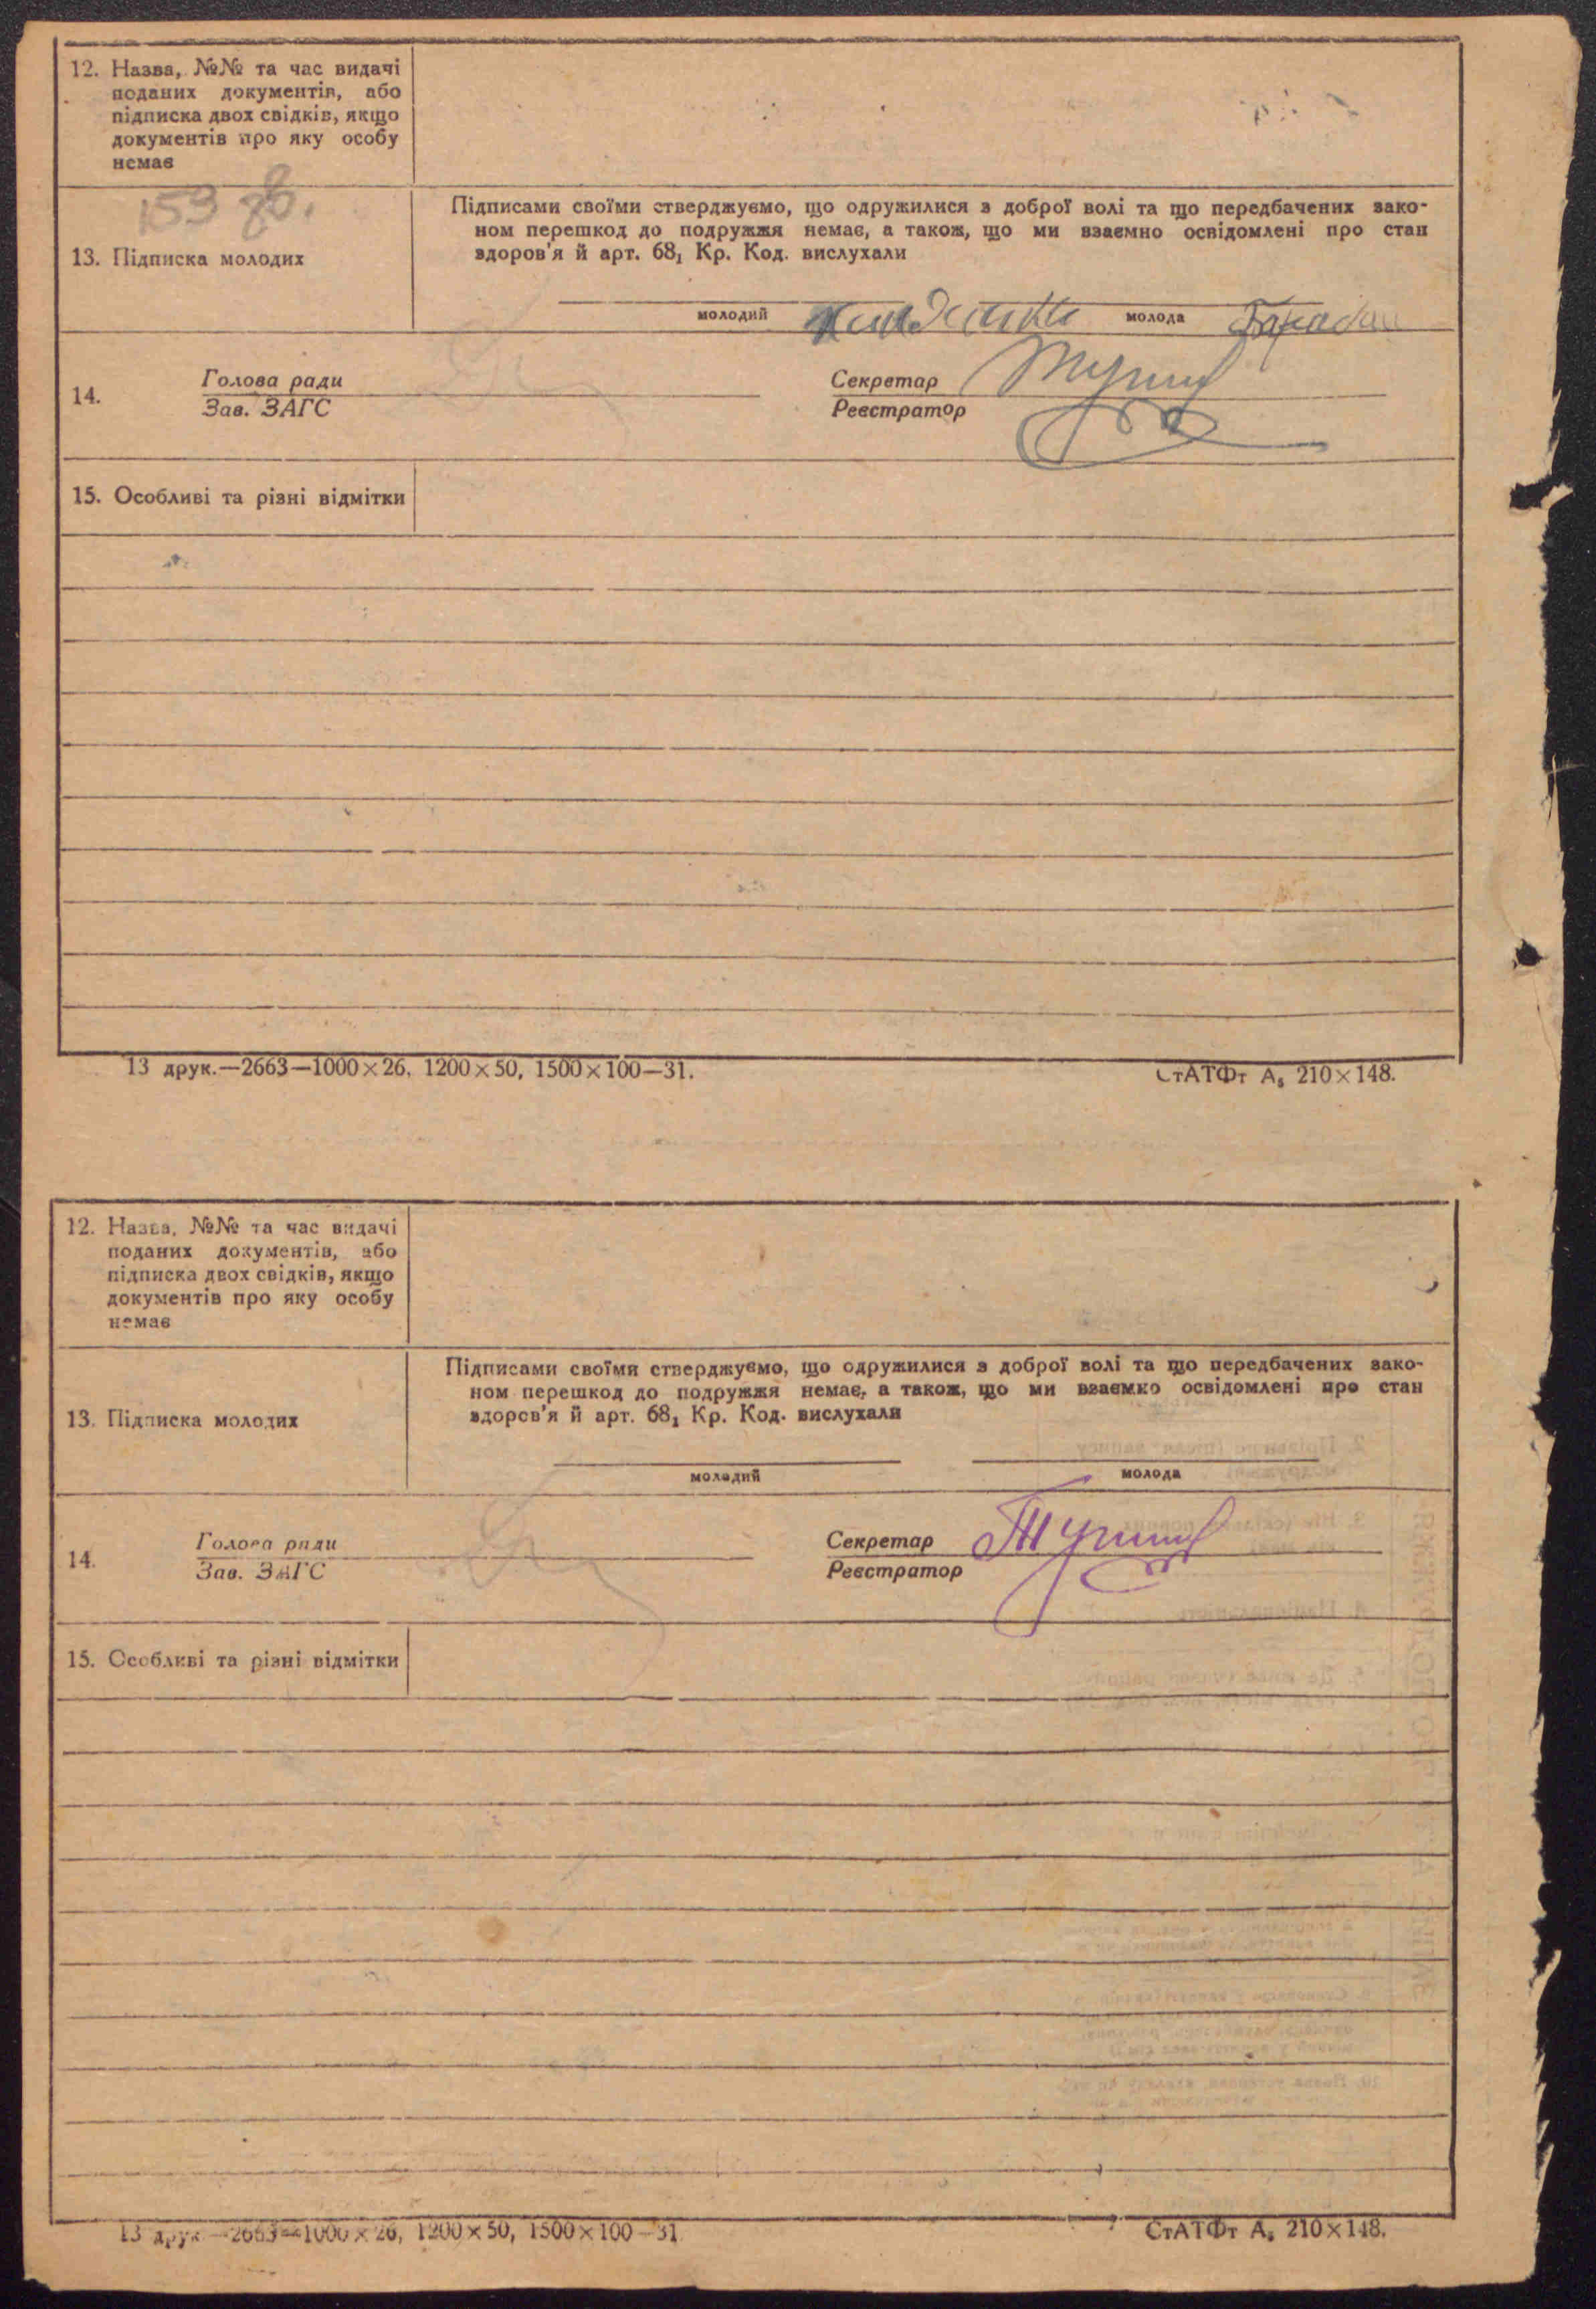 12. Назва, №№ та час видачі
поданих документів, або
підписка двох свідків, якщо
документів про яку особу
немає
153 зв.
Підписами своїми стверджуємо, що одружилися з доброї волі та що передбачених зако-
ном перешкод до подружжя немає, а також, що ми взаємно освідомлені про стан
здоров'я й арт. 68₁ Кр. Код. вислухали
13. Підписка молодих
молодий молода
14.
Голова ради
Зав. ЗАГС
Секретар
Реєстратор
15. Особливі та різні відмітки
13 друк.—2663—1000×26, 1200×50, 1500×100—31.
СтАТФт А₅ 210×148.
12. Назва, №№ та час видачі
поданих документів, або
підписка двох свідків, якщо
документів про яку особу
немає
Підписами своїми стверджуємо, що одружилися з доброї волі та що передбачених зако-
ном перешкод до подружжя немає, а також, що ми взаємно освідомлені про стан
здоров'я й арт. 68₁ Кр. Код. вислухали
13. Підписка молодих
молодий молода
14.
Голова ради
Зав. ЗАГС
Секретар
Реєстратор
15. Особливі та різні відмітки
13 друк.—2663—1000×26, 1200×50, 1500×100—31.
СтАТФт А₅ 210×148.